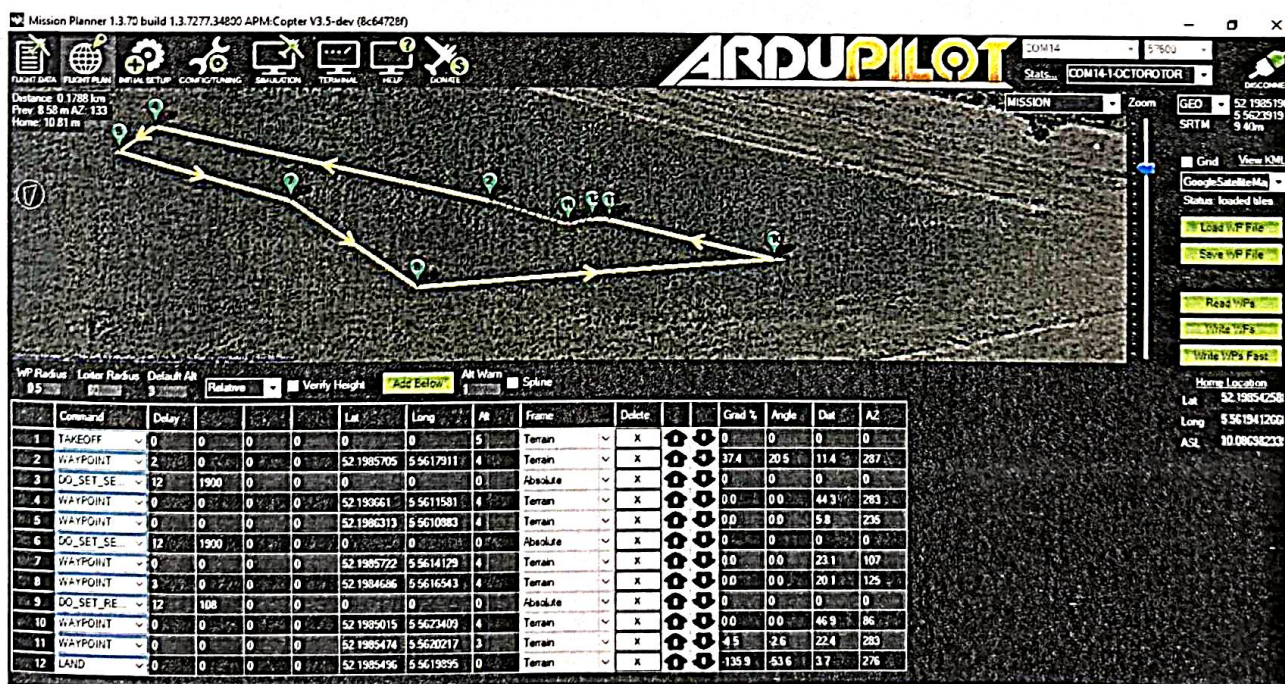 Mission Planner 1.3.70 build 1.3.7277.34800 APM:Copter V3.5-dev (8c64728f)
FLIGHT DATA FLIGHT PLAN INITIAL SETUP CONFIG/TUNING SIMULATION TERMINAL HELP DONATE
ARDUPILOT
COM14 57600
Stats... COM14-1-OCTOROTOR
DISCONNECT
Distance: 0.1788 km
Prev: 8.58 m AZ: 133
Home: 10.81 m
MISSION
Zoom
GEO 52.198519
5.5623919
SRTM 9.40m
Grid View KML
GoogleSatelliteMap
Status: loaded tiles
Load WP File
Save WP File
Read WPs
Write WPs
Write WPs Fast
Home Location
Lat 52.19854258
Long 5.561941266
ASL 10.08698233
WP Radius Loiter Radius Default Alt
0.5 3 Relative Verify Height Add Below Alt Warn 1 Spline
Command Delay Lat Long Alt Frame Delete Grad % Angle Dist AZ
1 TAKEOFF 0 0 0 0 0 0 5 Terrain X 0 0 0 0
2 WAYPOINT 2 0 0 0 52.1985705 5.5617911 4 Terrain X 37.4 20.5 11.4 287
3 DO_SET_SE... 12 1900 0 0 0 0 0 Absolute X 0 0 0 0
4 WAYPOINT 0 0 0 0 52.198661 5.5611581 4 Terrain X 0.0 0.0 44.3 283
5 WAYPOINT 0 0 0 0 52.1986313 5.5610883 4 Terrain X 0.0 0.0 5.8 235
6 DO_SET_SE... 12 1900 0 0 0 0 0 Absolute X 0 0 0 0
7 WAYPOINT 0 0 0 0 52.1985722 5.5614129 4 Terrain X 0.0 0.0 23.1 107
8 WAYPOINT 3 0 0 0 52.1984686 5.5616543 4 Terrain X 0.0 0.0 20.1 125
9 DO_SET_RE... 12 108 0 0 0 0 0 Absolute X 0 0 0 0
10 WAYPOINT 0 0 0 0 52.1985015 5.5623409 4 Terrain X 0.0 0.0 46.9 86
11 WAYPOINT 0 0 0 0 52.1985474 5.5620217 3 Terrain X -4.5 -2.6 22.4 283
12 LAND 0 0 0 0 52.1985496 5.5619895 0 Terrain X -135.9 -53.6 3.7 276